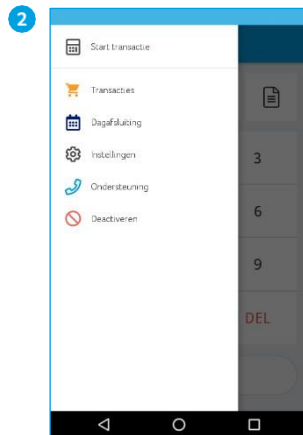 2
Start transactie
Transacties
Dagafsluiting
Instellingen
3
Ondersteuning
Deactiveren
6
9
DEL